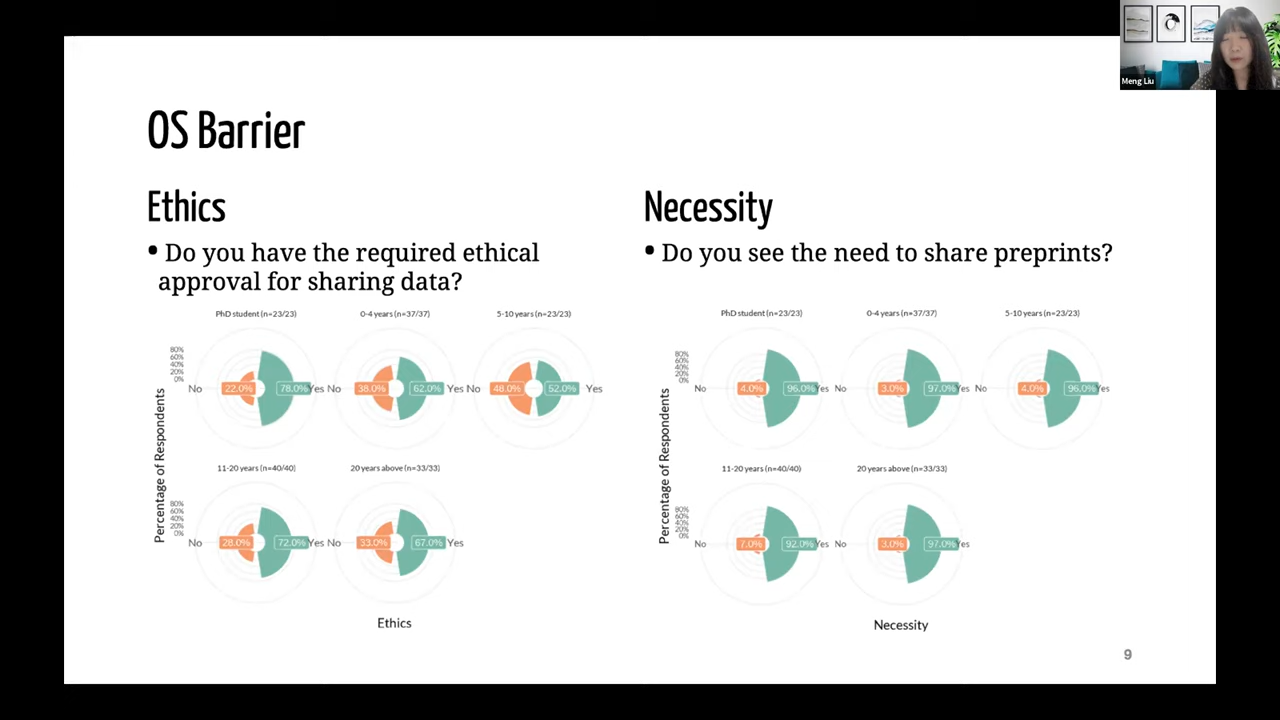 Meng Liu
OS Barrier
Ethics
• Do you have the required ethical
approval for sharing data?
PhD student (n=23/23)
0-4 years (n=37/37)
5-10 years (n=23/23)
80%
60%
40%
20%
0%
No 22.0% 78.0% Yes
No 38.0% 62.0% Yes
No 48.0% 52.0% Yes
11-20 years (n=40/40)
20 years above (n=33/33)
80%
60%
40%
20%
0%
No 28.0% 72.0% Yes
No 33.0% 67.0% Yes
Percentage of Respondents
Ethics
Necessity
• Do you see the need to share preprints?
PhD student (n=23/23)
0-4 years (n=37/37)
5-10 years (n=23/23)
80%
60%
40%
20%
0%
No 4.0% 96.0% Yes
No 3.0% 97.0% Yes
No 4.0% 96.0% Yes
11-20 years (n=40/40)
20 years above (n=33/33)
80%
60%
40%
20%
0%
No 7.0% 92.0% Yes
No 3.0% 97.0% Yes
Percentage of Respondents
Necessity
9